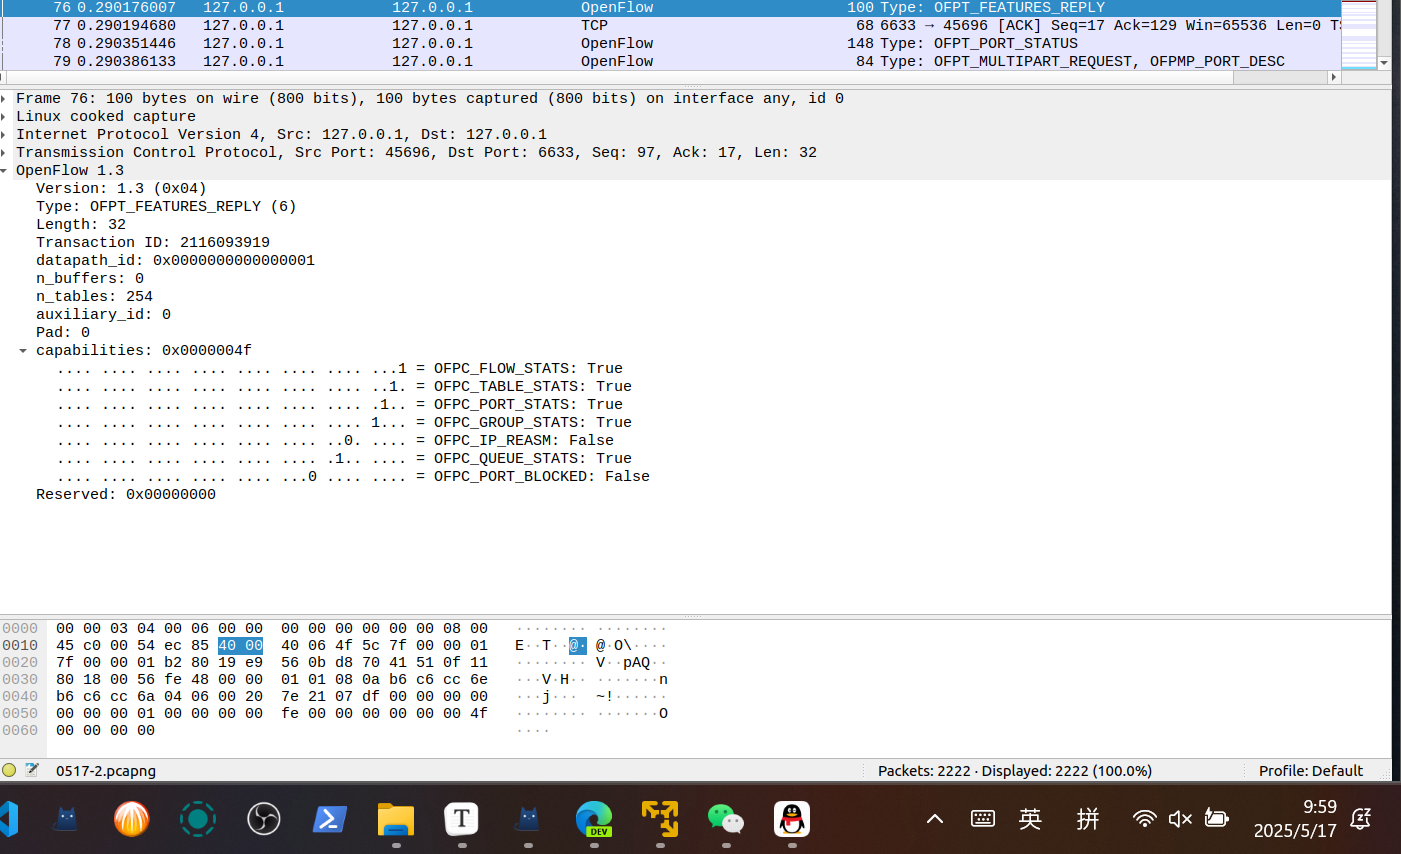 76 0.290176007 127.0.0.1 127.0.0.1 OpenFlow 100 Type: OFPT_FEATURES_REPLY
77 0.290194680 127.0.0.1 127.0.0.1 TCP 68 6633 → 45696 [ACK] Seq=17 Ack=129 Win=65536 Len=0 TS
78 0.290351446 127.0.0.1 127.0.0.1 OpenFlow 148 Type: OFPT_PORT_STATUS
79 0.290386133 127.0.0.1 127.0.0.1 OpenFlow 84 Type: OFPT_MULTIPART_REQUEST, OFPMP_PORT_DESC
Frame 76: 100 bytes on wire (800 bits), 100 bytes captured (800 bits) on interface any, id 0
Linux cooked capture
Internet Protocol Version 4, Src: 127.0.0.1, Dst: 127.0.0.1
Transmission Control Protocol, Src Port: 45696, Dst Port: 6633, Seq: 97, Ack: 17, Len: 32
OpenFlow 1.3
Version: 1.3 (0x04)
Type: OFPT_FEATURES_REPLY (6)
Length: 32
Transaction ID: 2116093919
datapath_id: 0x0000000000000001
n_buffers: 0
n_tables: 254
auxiliary_id: 0
Pad: 0
capabilities: 0x0000004f
.... .... .... .... .... .... .... ...1 = OFPC_FLOW_STATS: True
.... .... .... .... .... .... .... ..1. = OFPC_TABLE_STATS: True
.... .... .... .... .... .... .... .1.. = OFPC_PORT_STATS: True
.... .... .... .... .... .... .... 1... = OFPC_GROUP_STATS: True
.... .... .... .... .... .... ..0. .... = OFPC_IP_REASM: False
.... .... .... .... .... .... .1.. .... = OFPC_QUEUE_STATS: True
.... .... .... .... .... ...0 .... .... = OFPC_PORT_BLOCKED: False
Reserved: 0x00000000
0000 00 00 03 04 00 06 00 00 00 00 00 00 00 00 08 00 ········ ········
0010 45 c0 00 54 ec 85 40 00 40 06 4f 5c 7f 00 00 01 E··T··@· @·O\····
0020 7f 00 00 01 b2 80 19 e9 56 0b d8 70 41 51 0f 11 ········ V··pAQ··
0030 80 18 00 56 fe 48 00 00 01 01 08 0a b6 c6 cc 6e ···V·H·· ·······n
0040 b6 c6 cc 6a 04 06 00 20 7e 21 07 df 00 00 00 00 ···j··· ~!······
0050 00 00 00 01 00 00 00 00 fe 00 00 00 00 00 00 4f ········ ·······O
0060 00 00 00 00 ····
0517-2.pcapng Packets: 2222 · Displayed: 2222 (100.0%) Profile: Default
T DEV 英 拼 9:59
2025/5/17